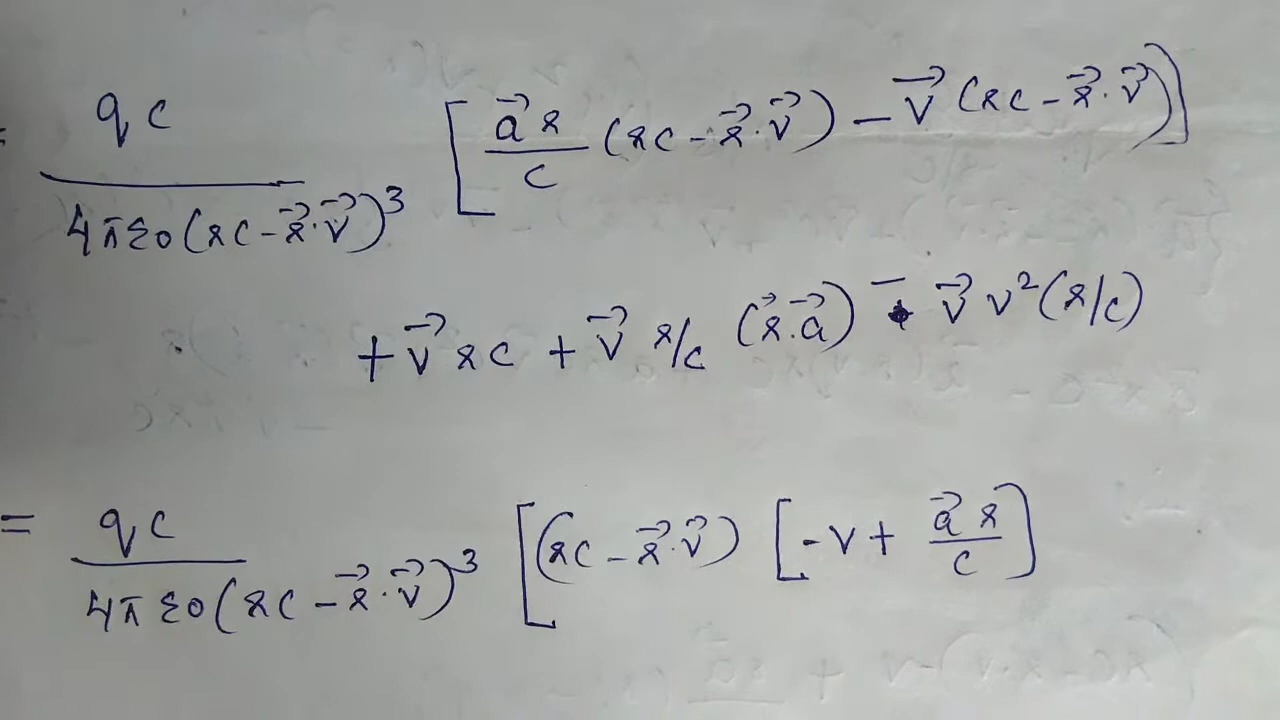 = qc / 4πε0(rc - r⃗·v⃗)³ [ a⃗ r / c (rc - r⃗·v⃗) - v⃗ (rc - r⃗·v⃗) ]
+ v⃗ rc + v⃗ r/c (r⃗·a⃗) - v⃗ v² (r/c)
= qc / 4πε0(rc - r⃗·v⃗)³ [ (rc - r⃗·v⃗) [ -v + a⃗ r / c ]